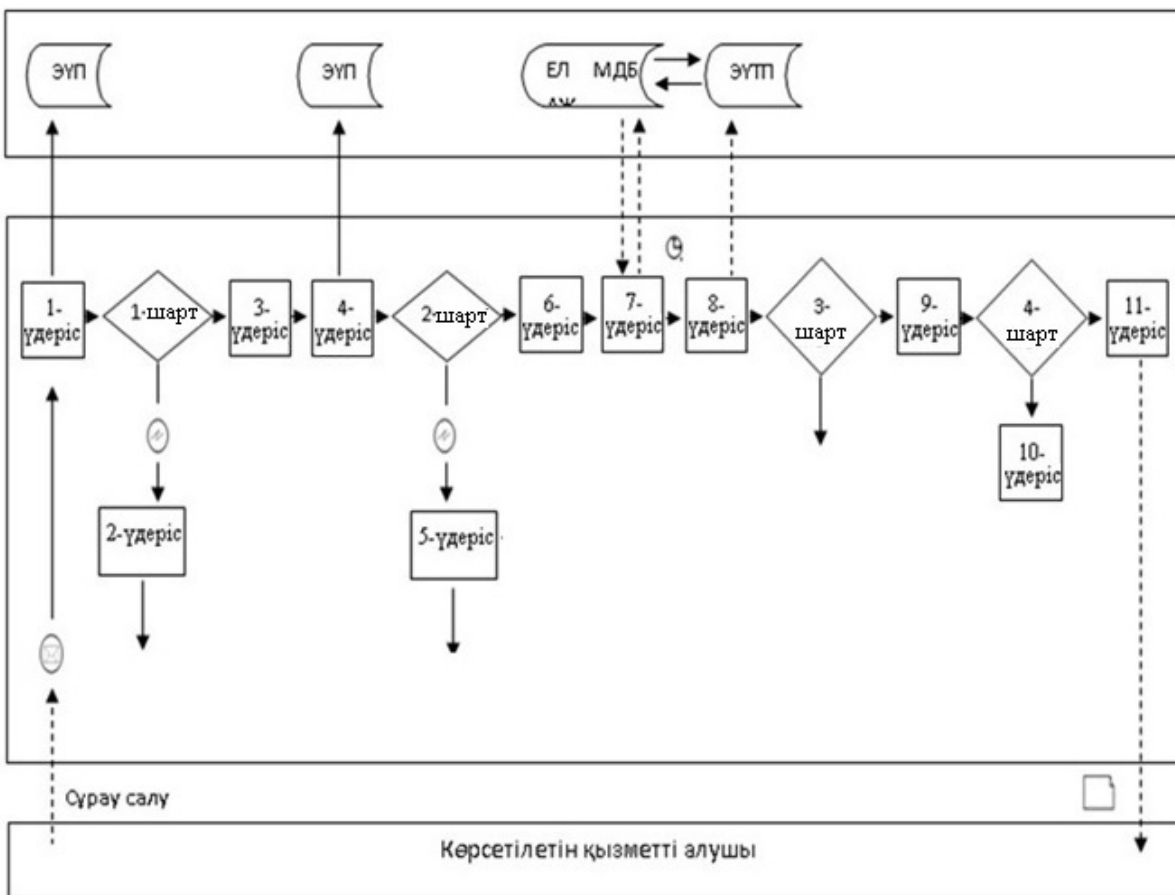 ЭҮП
ЭҮП
ЕЛ МДБ
АЖ
ЭҮТП
1-
үдеріс
1-шарт
3-
үдеріс
4-
үдеріс
2-шарт
6-
үдеріс
7-
үдеріс
8-
үдеріс
3-
шарт
9-
үдеріс
4-
шарт
11-
үдеріс
10-
үдеріс
2-үдеріс
5-үдеріс
Сұрау салу
Көрсетілетін қызметті алушы